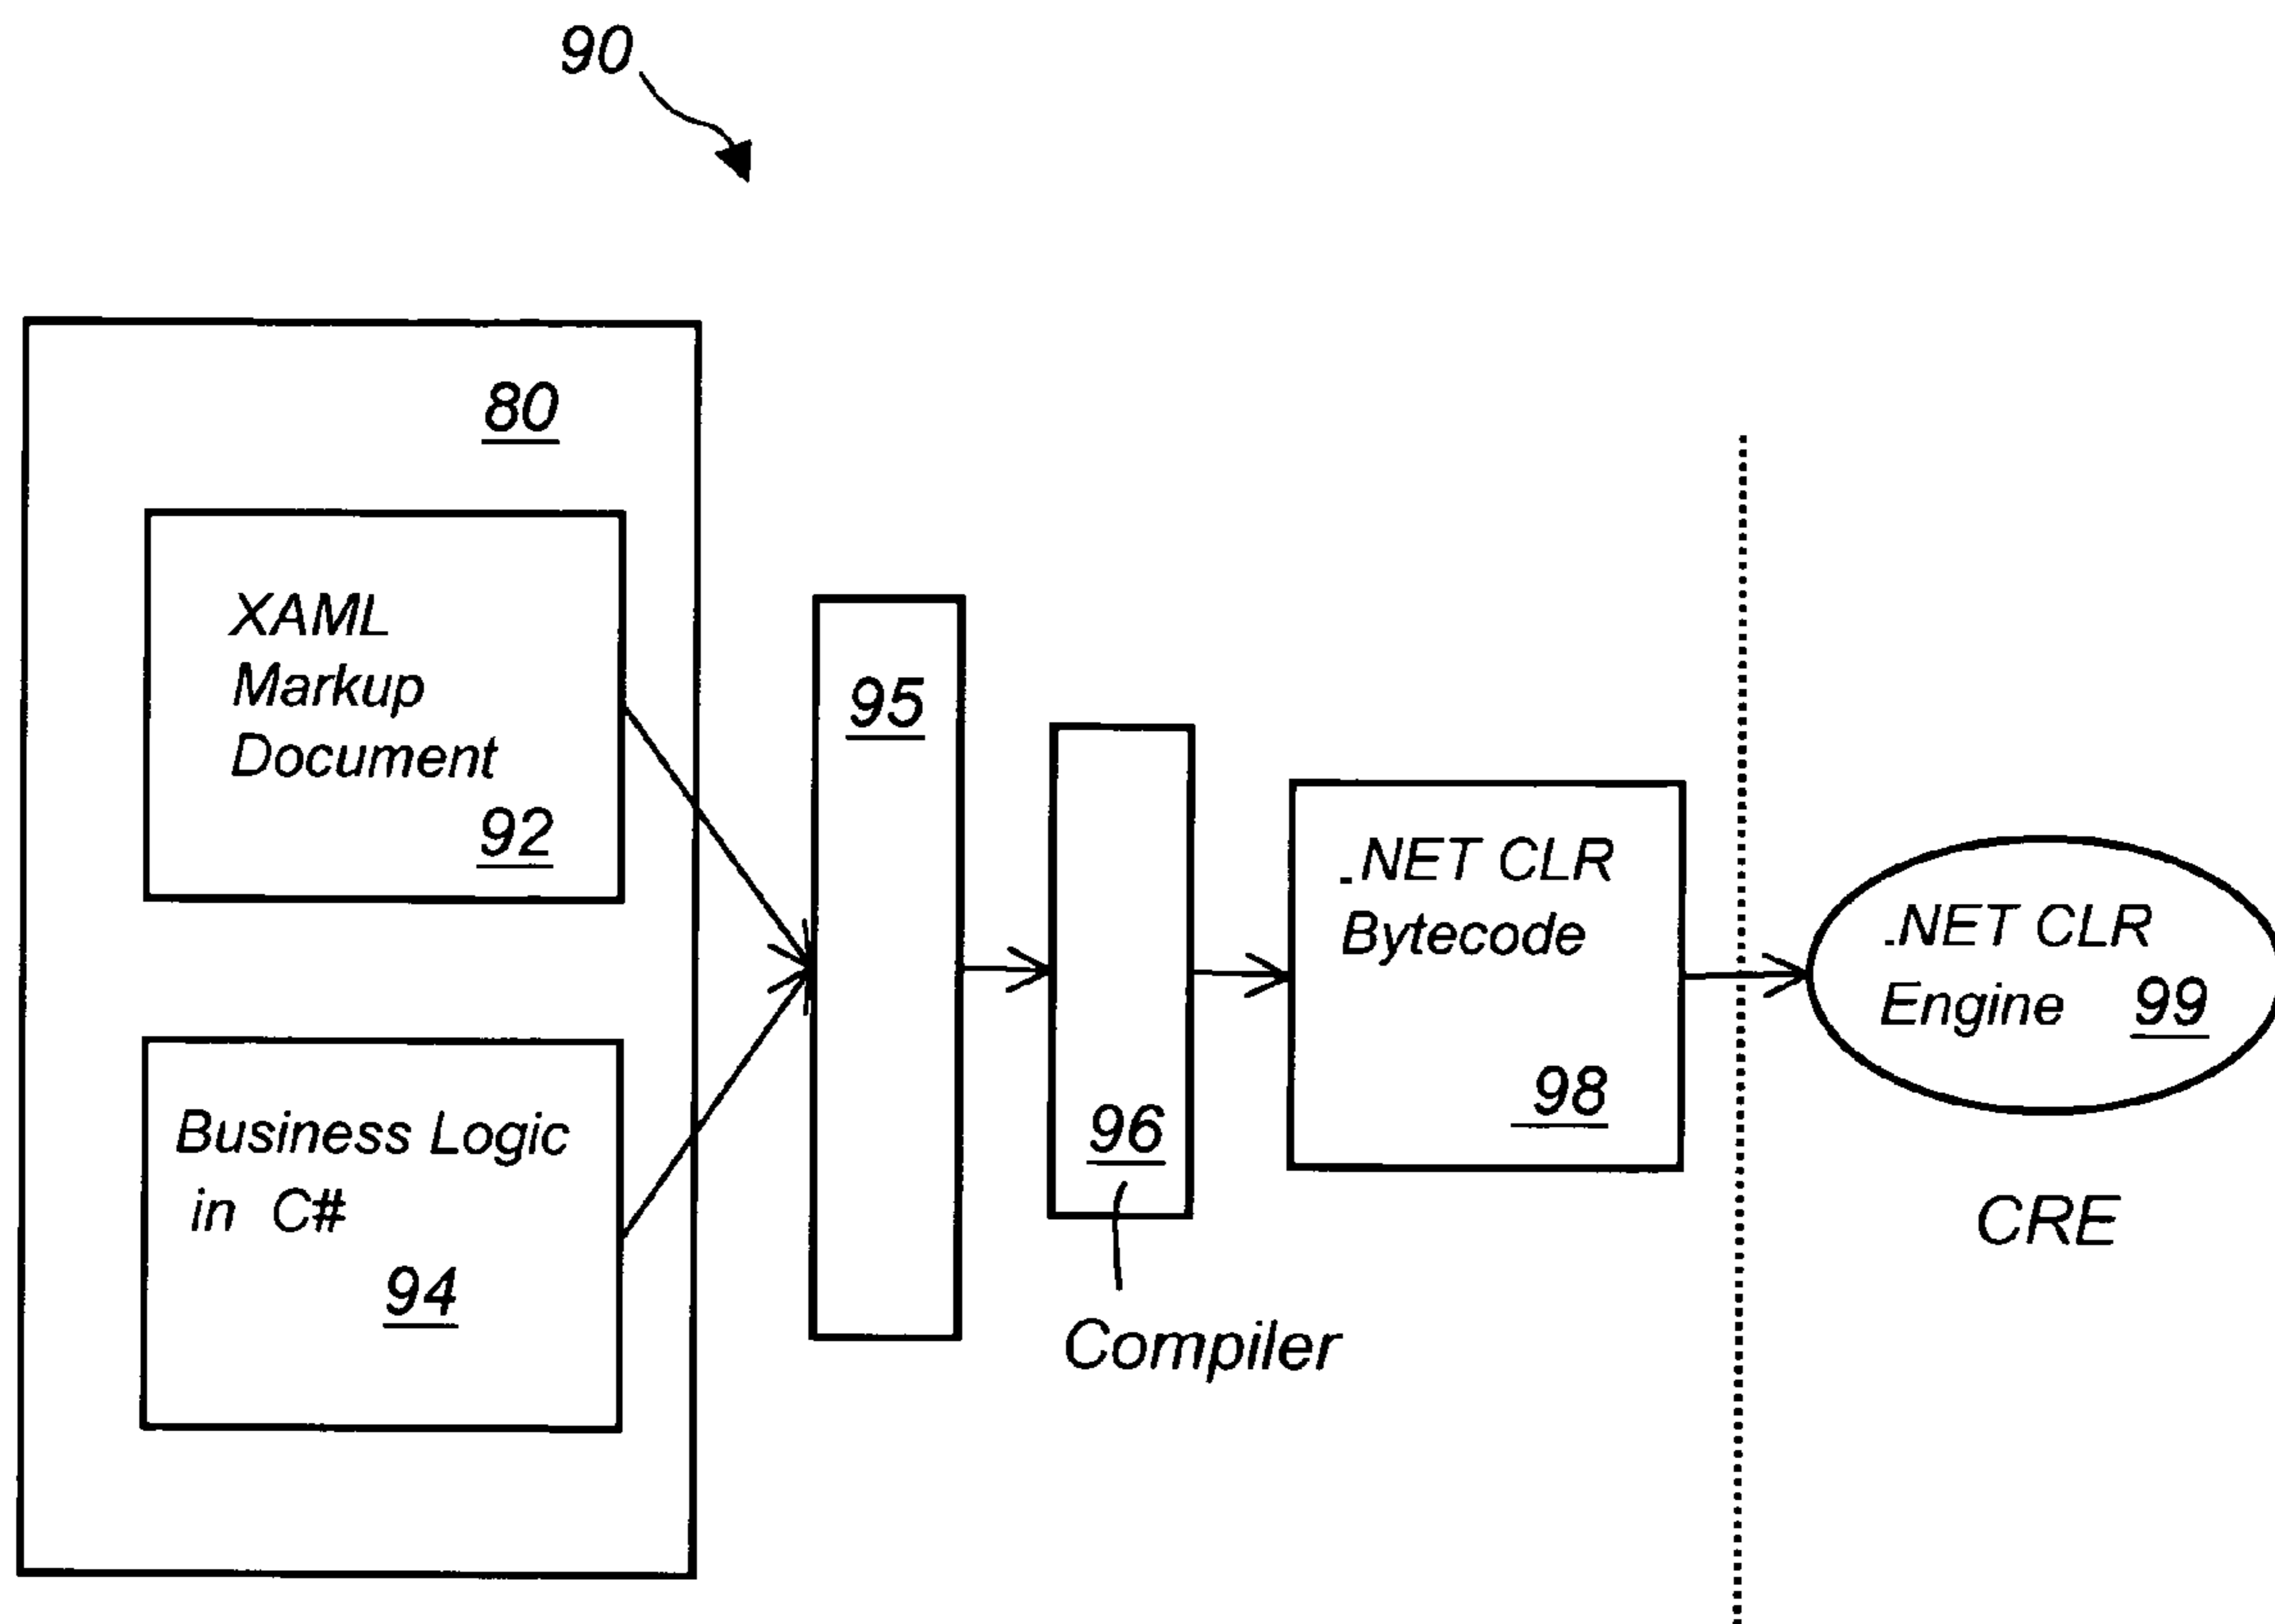 90
80
XAML
Markup
Document
92
Business Logic
in C#
94
95
96
Compiler
.NET CLR
Bytecode
98
.NET CLR
Engine 99
CRE